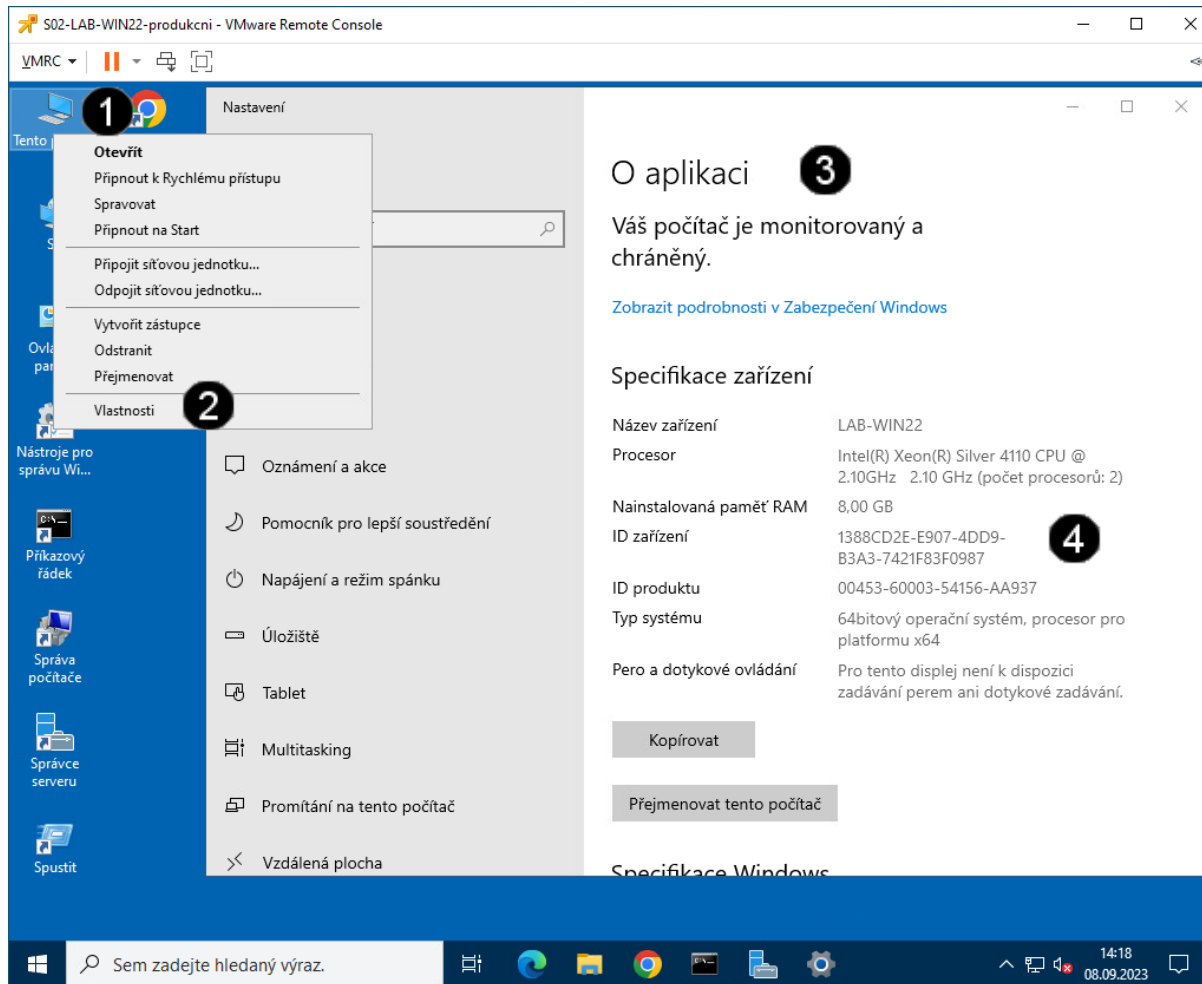 S02-LAB-WIN22-produkcni - VMware Remote Console
VMRC
Tento
1
Otevřít
Připnout k Rychlému přístupu
Spravovat
Připnout na Start
Připojit síťovou jednotku...
Odpojit síťovou jednotku...
Vytvořit zástupce
Odstranit
Přejmenovat
Vlastnosti
2
Nástroje pro
správu Wi...
Příkazový
řádek
Správa
počítače
Správce
serveru
Spustit
Nastavení
Oznámení a akce
Pomocník pro lepší soustředění
Napájení a režim spánku
Úložiště
Tablet
Multitasking
Promítání na tento počítač
Vzdálená plocha
O aplikaci
3
Váš počítač je monitorovaný a
chráněný.
Zobrazit podrobnosti v Zabezpečení Windows
Specifikace zařízení
Název zařízení LAB-WIN22
Procesor Intel(R) Xeon(R) Silver 4110 CPU @
2.10GHz 2.10 GHz (počet procesorů: 2)
Nainstalovaná paměť RAM 8,00 GB
ID zařízení 1388CD2E-E907-4DD9-
B3A3-7421F83F0987
4
ID produktu 00453-60003-54156-AA937
Typ systému 64bitový operační systém, procesor pro
platformu x64
Pero a dotykové ovládání Pro tento displej není k dispozici
zadávání perem ani dotykové zadávání.
Kopírovat
Přejmenovat tento počítač
Specifikace Windows
Sem zadejte hledaný výraz.
14:18
08.09.2023